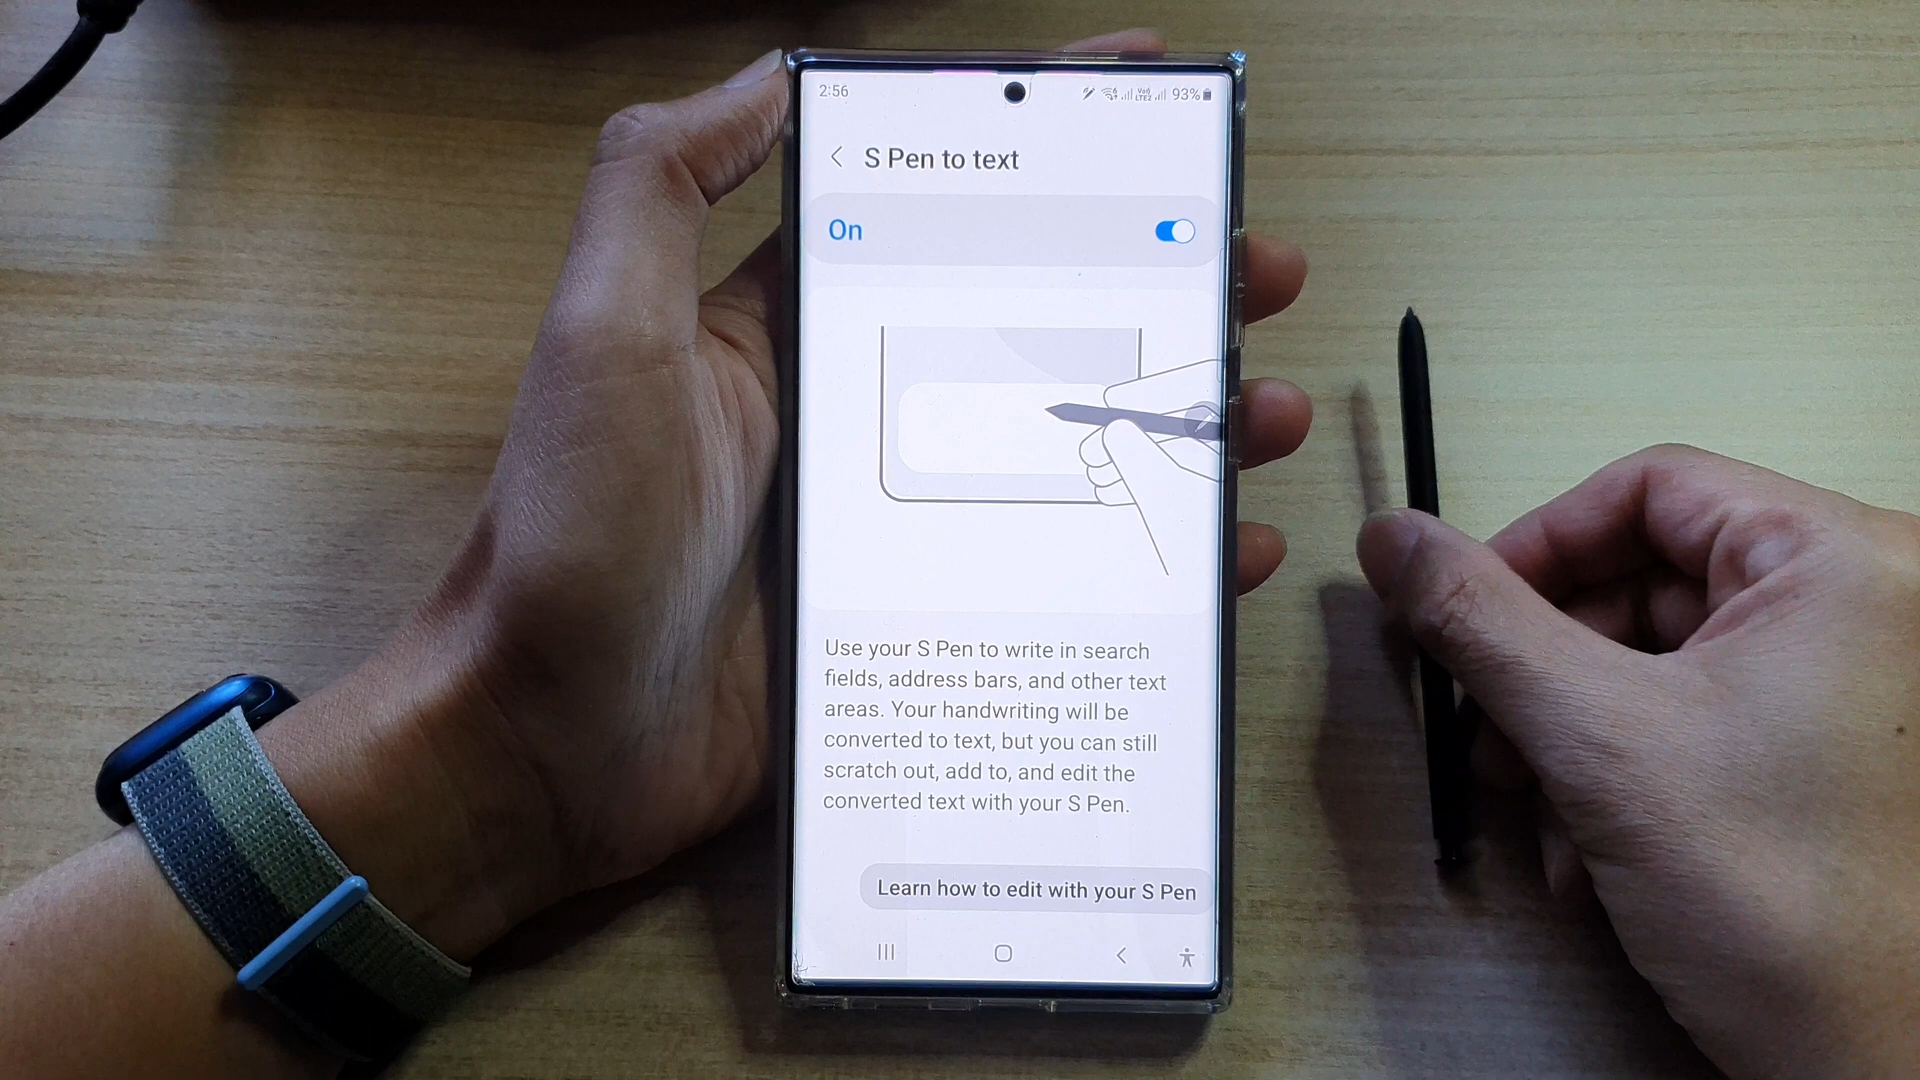 2:56 93%
S Pen to text
On
Use your S Pen to write in search
fields, address bars, and other text
areas. Your handwriting will be
converted to text, but you can still
scratch out, add to, and edit the
converted text with your S Pen.
Learn how to edit with your S Pen